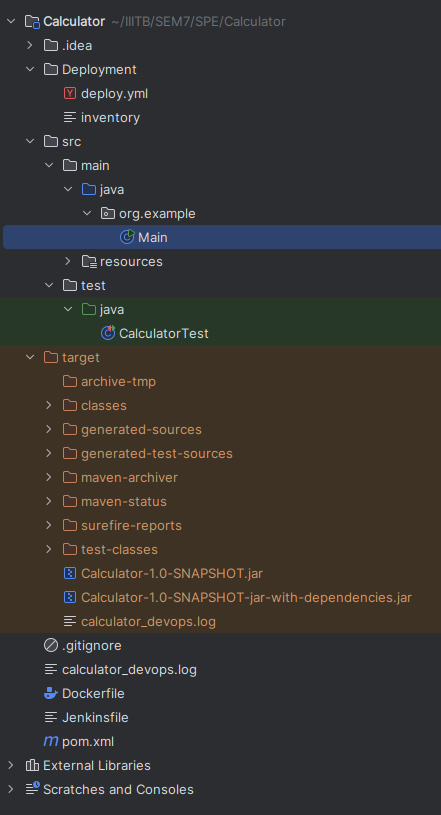 Calculator ~/IIITB/SEM7/SPE/Calculator
.idea
Deployment
deploy.yml
inventory
src
main
java
org.example
Main
resources
test
java
CalculatorTest
target
archive-tmp
classes
generated-sources
generated-test-sources
maven-archiver
maven-status
surefire-reports
test-classes
Calculator-1.0-SNAPSHOT.jar
Calculator-1.0-SNAPSHOT-jar-with-dependencies.jar
calculator_devops.log
.gitignore
calculator_devops.log
Dockerfile
Jenkinsfile
pom.xml
External Libraries
Scratches and Consoles